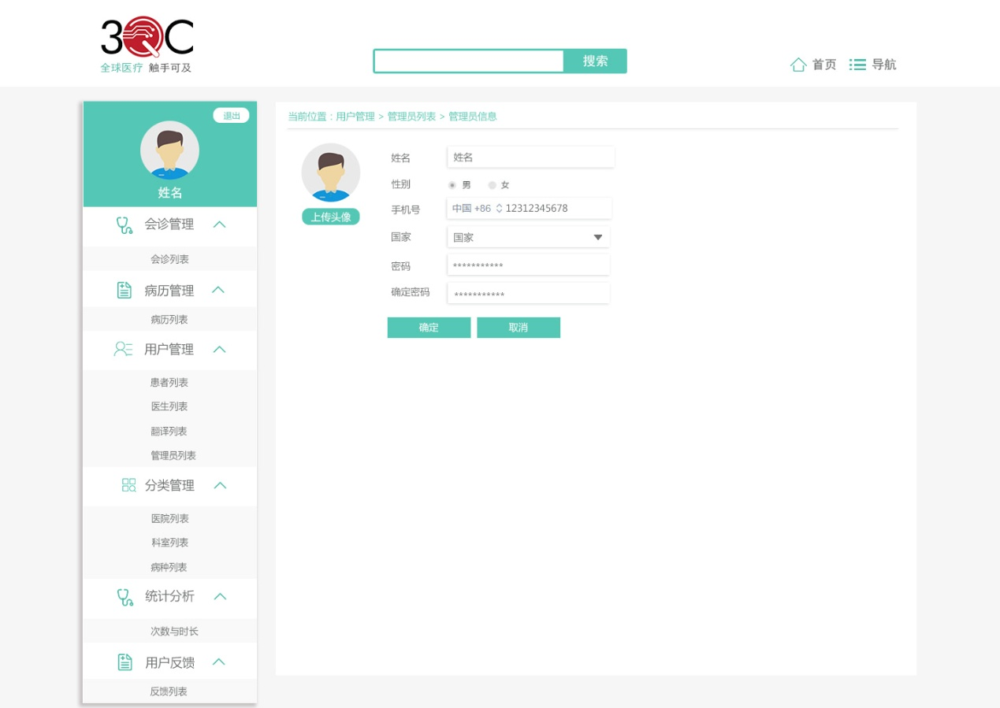 3QC
全球医疗 触手可及
搜索
首页
导航
退出
姓名
会诊管理
会诊列表
病历管理
病历列表
用户管理
患者列表
医生列表
翻译列表
管理员列表
分类管理
医院列表
科室列表
病种列表
统计分析
次数与时长
用户反馈
反馈列表
当前位置：用户管理 > 管理员列表 > 管理员信息
上传头像
姓名 姓名
性别 男 女
手机号 中国 +86 12312345678
国家 国家
密码 ***********
确定密码 ***********
确定 取消